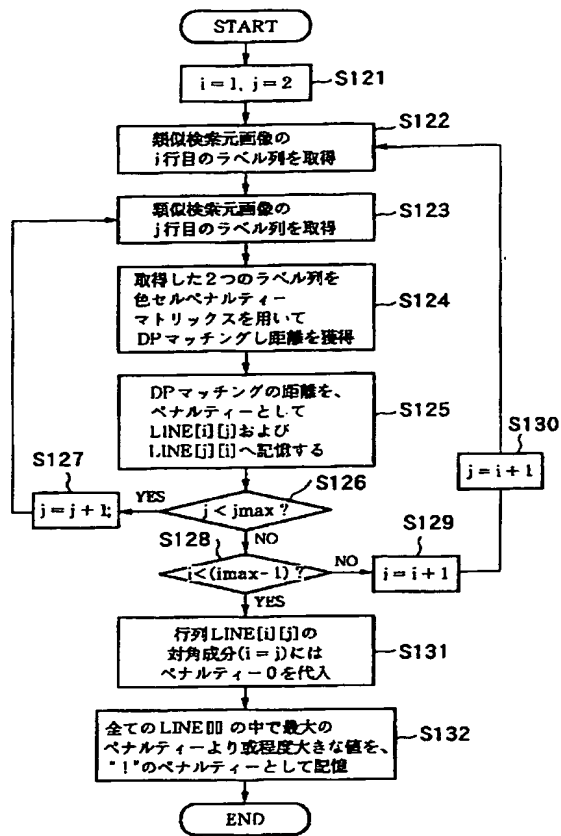 START
i=1, j=2
S121
類似検索元画像の
j行目のラベル列を取得
S122
類似検索元画像の
j行目のラベル列を取得
S123
取得した2つのラベル列を
色セルペナルティー
マトリックスを用いて
DPマッチングし距離を獲得
S124
DPマッチングの距離を、
ペナルティーとして
LINE[i][j]および
LINE[j][i]へ記憶する
S125
S126
j<jmax?
YES
NO
S127
j=j+1;
S128
i<(imax-1)?
NO
YES
S129
i=i+1
S130
j=i+1
行列LINE[i][j]の
対角成分(i=j)には
ペナルティー0を代入
S131
全てのLINE[][]の中で最大の
ペナルティーより或程度大きな値を、
"!"のペナルティーとして記憶
S132
END